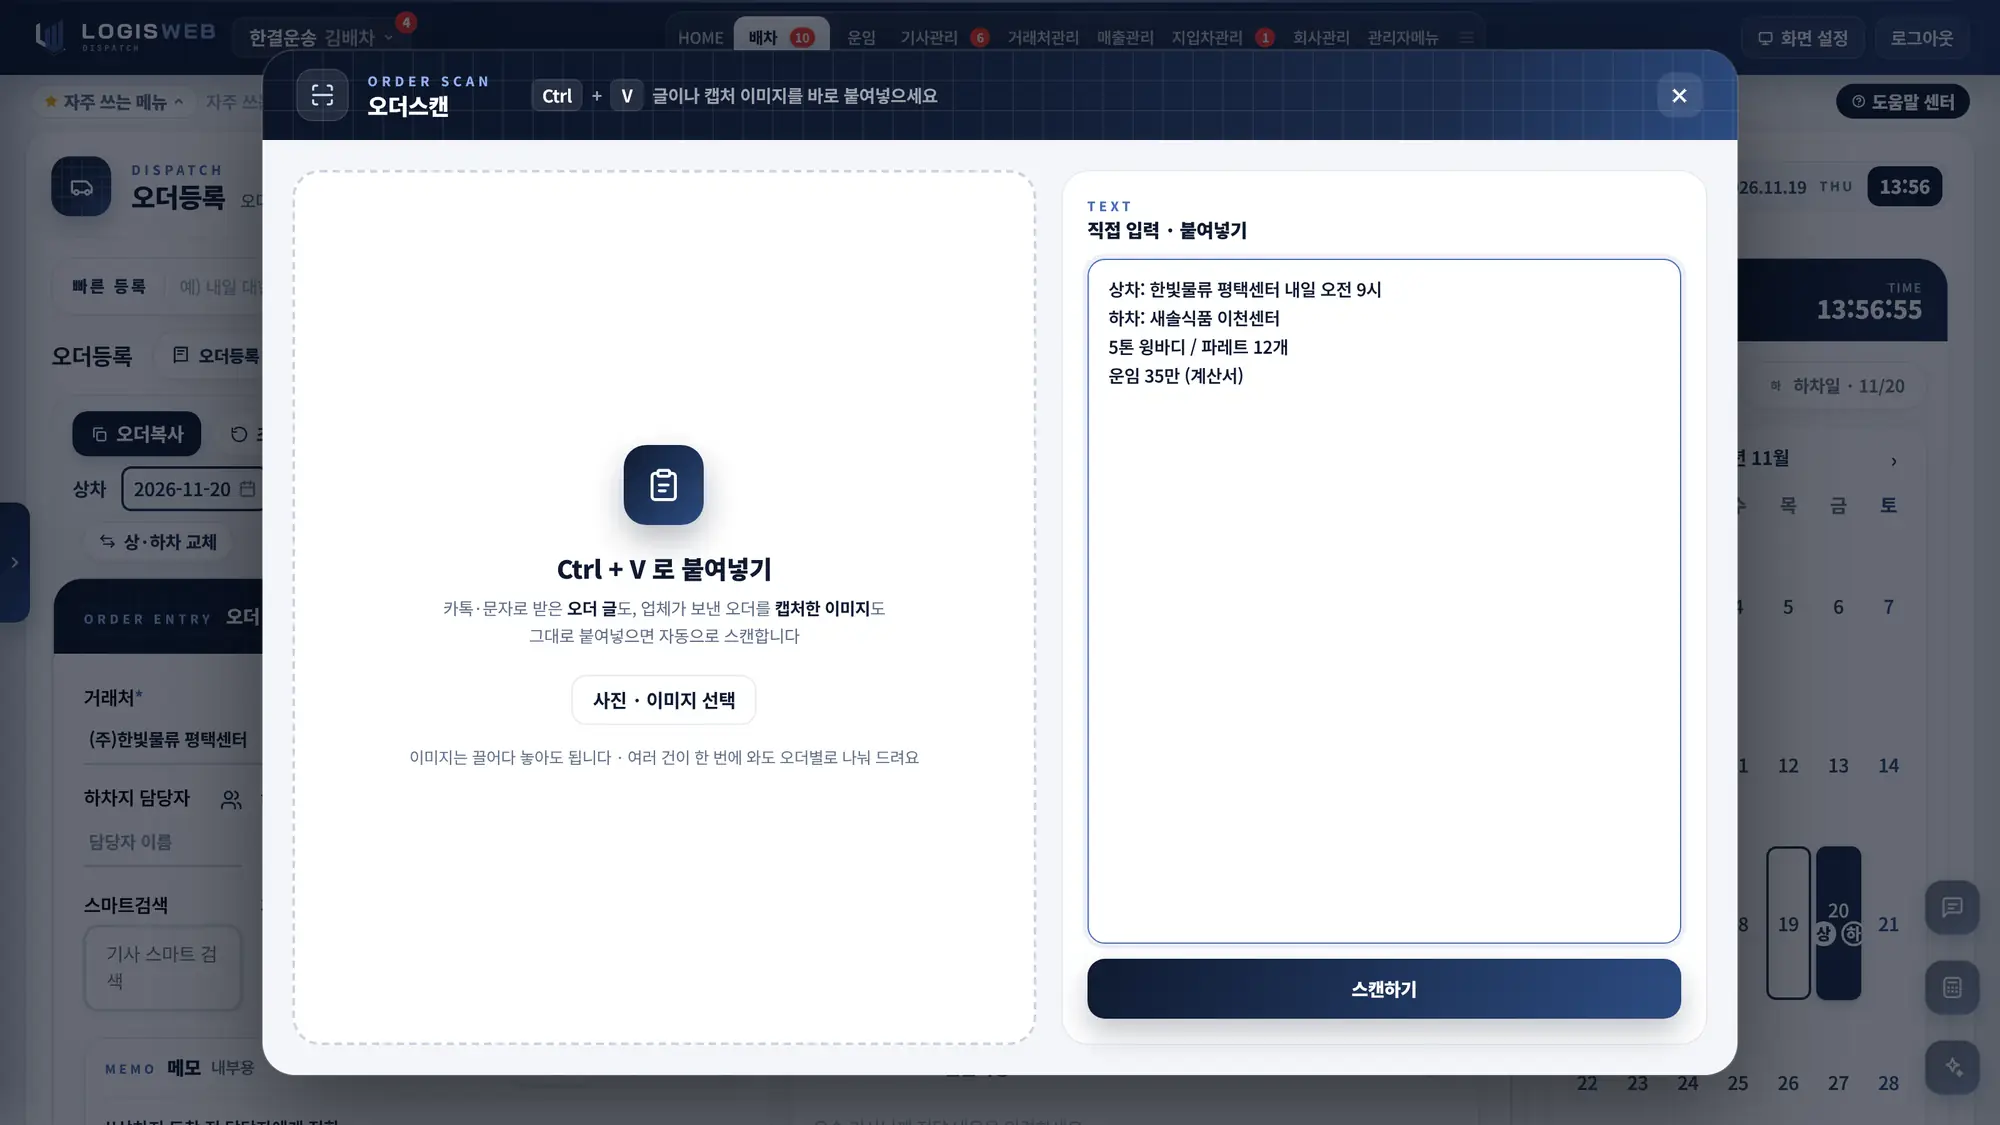 LOGISWEB
DISPATCH
한결운송 김배차
4
HOME
배차 10
운임
기사관리 6
거래처관리
매출관리
지입차관리 1
회사관리
관리자메뉴
화면 설정
로그아웃
자주 쓰는 메뉴
자주
도움말 센터
ORDER SCAN
오더스캔
Ctrl + V 글이나 캡처 이미지를 바로 붙여넣으세요
DISPATCH
오더등록
26.11.19 THU 13:56
빠른 등록
예) 내일
TIME
13:56:55
오더등록
오더등록
하 하차일 · 11/20
오더복사
상차 2026-11-20
상·하차 교체
ORDER ENTRY 오더
거래처*
(주)한빛물류 평택센터
하차지 담당자
담당자 이름
스마트검색
기사 스마트 검
색
MEMO 메모 내부용
Ctrl + V 로 붙여넣기
카톡·문자로 받은 오더 글도, 업체가 보낸 오더를 캡처한 이미지도
그대로 붙여넣으면 자동으로 스캔합니다
사진 · 이미지 선택
이미지는 끌어다 놓아도 됩니다 · 여러 건이 한 번에 와도 오더별로 나눠 드려요
TEXT
직접 입력 · 붙여넣기
상차: 한빛물류 평택센터 내일 오전 9시
하차: 새솔식품 이천센터
5톤 윙바디 / 파레트 12개
운임 35만 (계산서)
스캔하기
11월
목 금 토
5 6 7
12 13 14
19 20 21
상 하
22 23 24 25 26 27 28